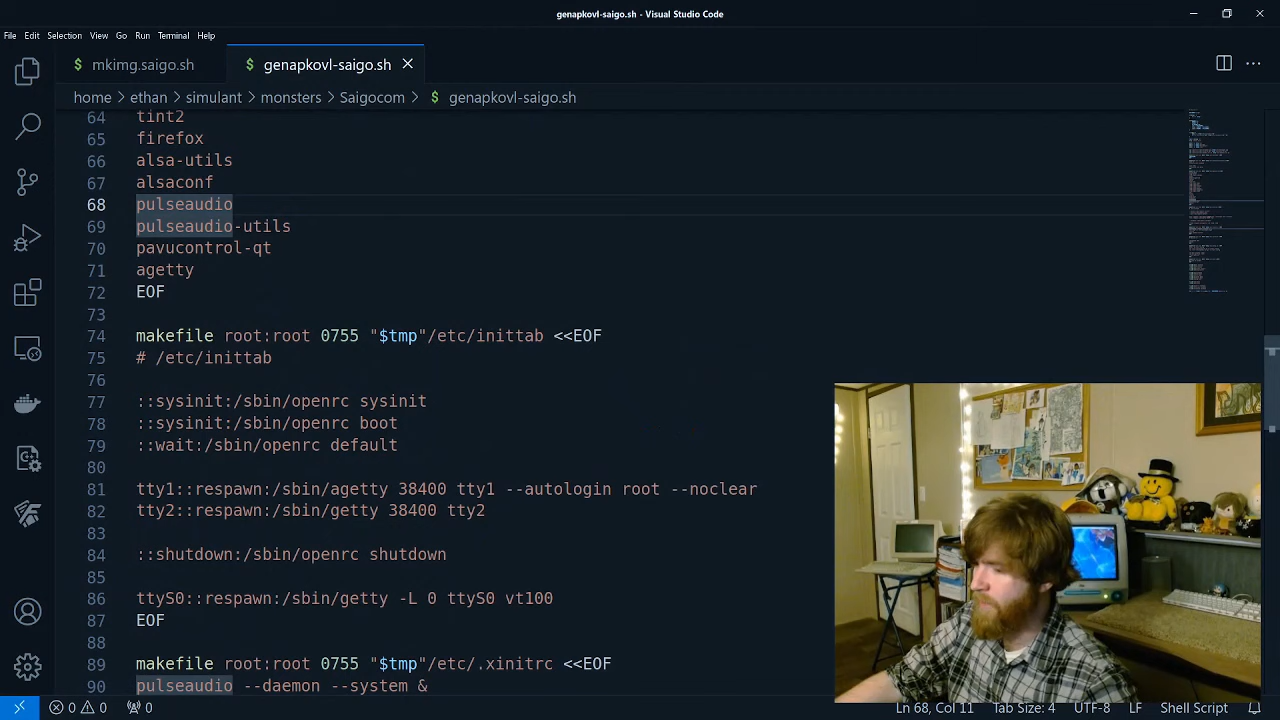 genapkovl-saigo.sh - Visual Studio Code
File Edit Selection View Go Run Terminal Help
$ mkimg.saigo.sh
$ genapkovl-saigo.sh
home > ethan > simulant > monsters > Saigocom > $ genapkovl-saigo.sh
64 tint2
65 firefox
66 alsa-utils
67 alsaconf
68 pulseaudio
69 pulseaudio-utils
70 pavucontrol-qt
71 agetty
72 EOF
73
74 makefile root:root 0755 "$tmp"/etc/inittab <<EOF
75 # /etc/inittab
76
77 ::sysinit:/sbin/openrc sysinit
78 ::sysinit:/sbin/openrc boot
79 ::wait:/sbin/openrc default
80
81 tty1::respawn:/sbin/agetty 38400 tty1 --autologin root --noclear
82 tty2::respawn:/sbin/getty 38400 tty2
83
84 ::shutdown:/sbin/openrc shutdown
85
86 ttyS0::respawn:/sbin/getty -L 0 ttyS0 vt100
87 EOF
88
89 makefile root:root 0755 "$tmp"/etc/.xinitrc <<EOF
90 pulseaudio --daemon --system &
0 0 0 Ln 68, Col 11 Tab Size: 4 UTF-8 LF Shell Script